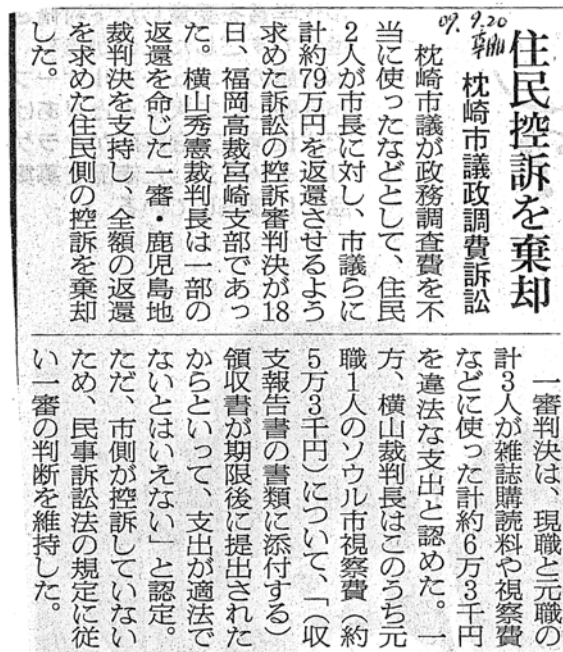 '09.9.20
朝日
住民控訴を棄却
枕崎市議政調費訴訟
枕崎市議が政務調査費を不
当に使ったなどとして、住民
2人が市長に対し、市議らに
計約79万円を返還させるよう
求めた訴訟の控訴審判決が18
日、福岡高裁宮崎支部であっ
た。横山秀憲裁判長は一部の
返還を命じた一審・鹿児島地
裁判決を支持し、全額の返還
を求めた住民側の控訴を棄却
した。
一審判決は、現職と元職の
計3人が雑誌購読料や視察費
などに使った計約6万3千円
を違法な支出と認めた。一
方、横山裁判長はこのうち元
職1人のソウル市視察費(約
5万3千円)について、「(収
支報告書の書類に添付する)
領収書が期限後に提出された
からといって、支出が適法で
ないとはいえない」と認定。
ただ、市側が控訴していない
ため、民事訴訟法の規定に従
い一審の判断を維持した。